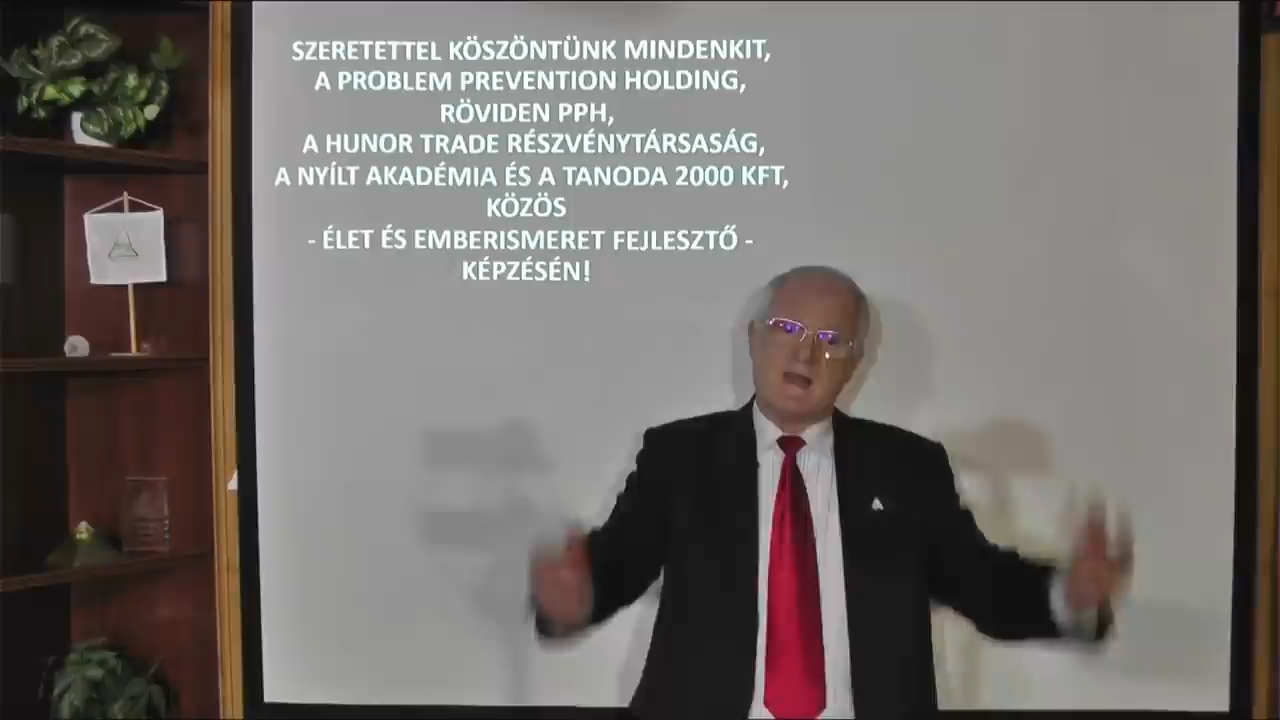 SZERETETTEL KÖSZÖNTÜNK MINDENKIT,
A PROBLEM PREVENTION HOLDING,
RÖVIDEN PPH,
A HUNOR TRADE RÉSZVÉNYTÁRSASÁG,
A NYÍLT AKADÉMIA ÉS A TANODA 2000 KFT,
KÖZÖS
- ÉLET ÉS EMBERISMERET FEJLESZTŐ -
KÉPZÉSÉN!